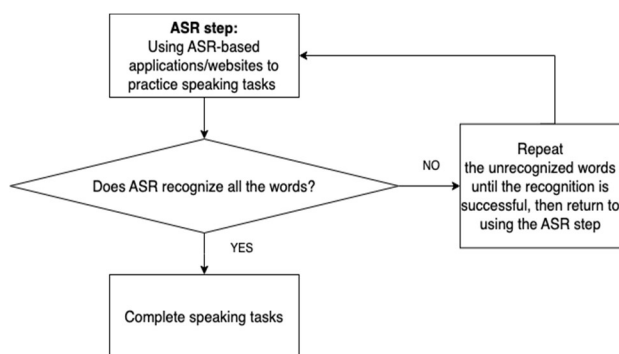 ASR step:
Using ASR-based
applications/websites to
practice speaking tasks
Does ASR recognize all the words?
NO
Repeat
the unrecognized words
until the recognition is
successful, then return to
using the ASR step
YES
Complete speaking tasks